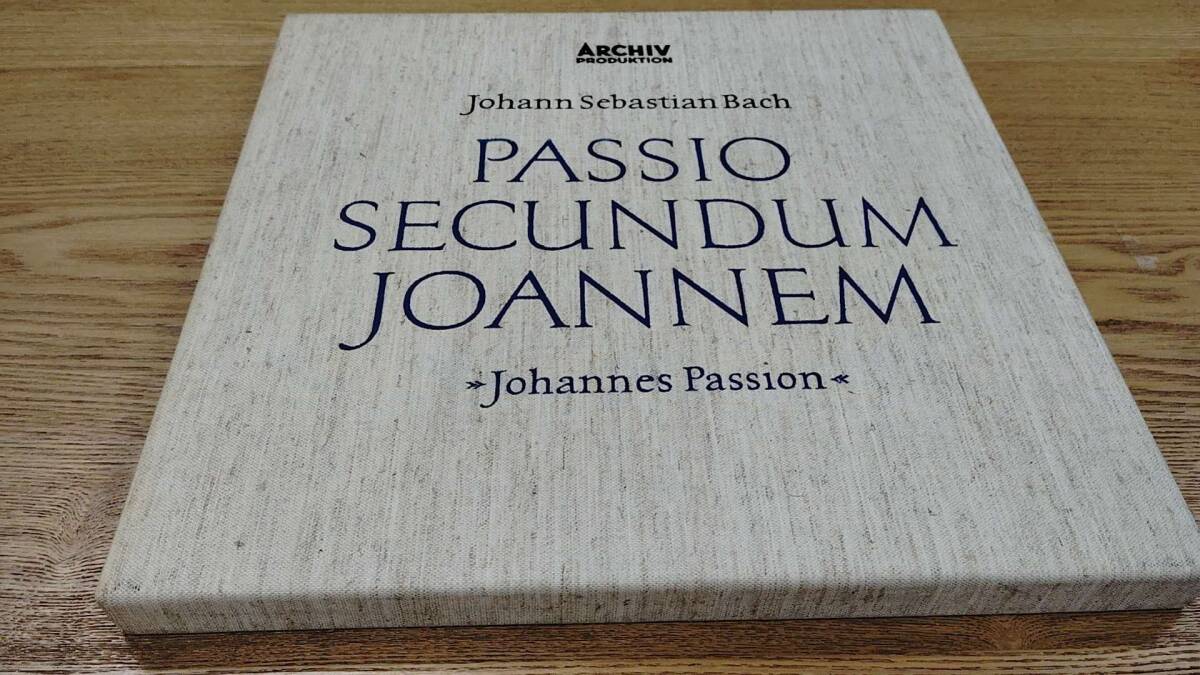 ARCHIV
PRODUKTION
Johann Sebastian Bach
PASSIO
SECUNDUM
JOANNEM
»Johannes Passion«